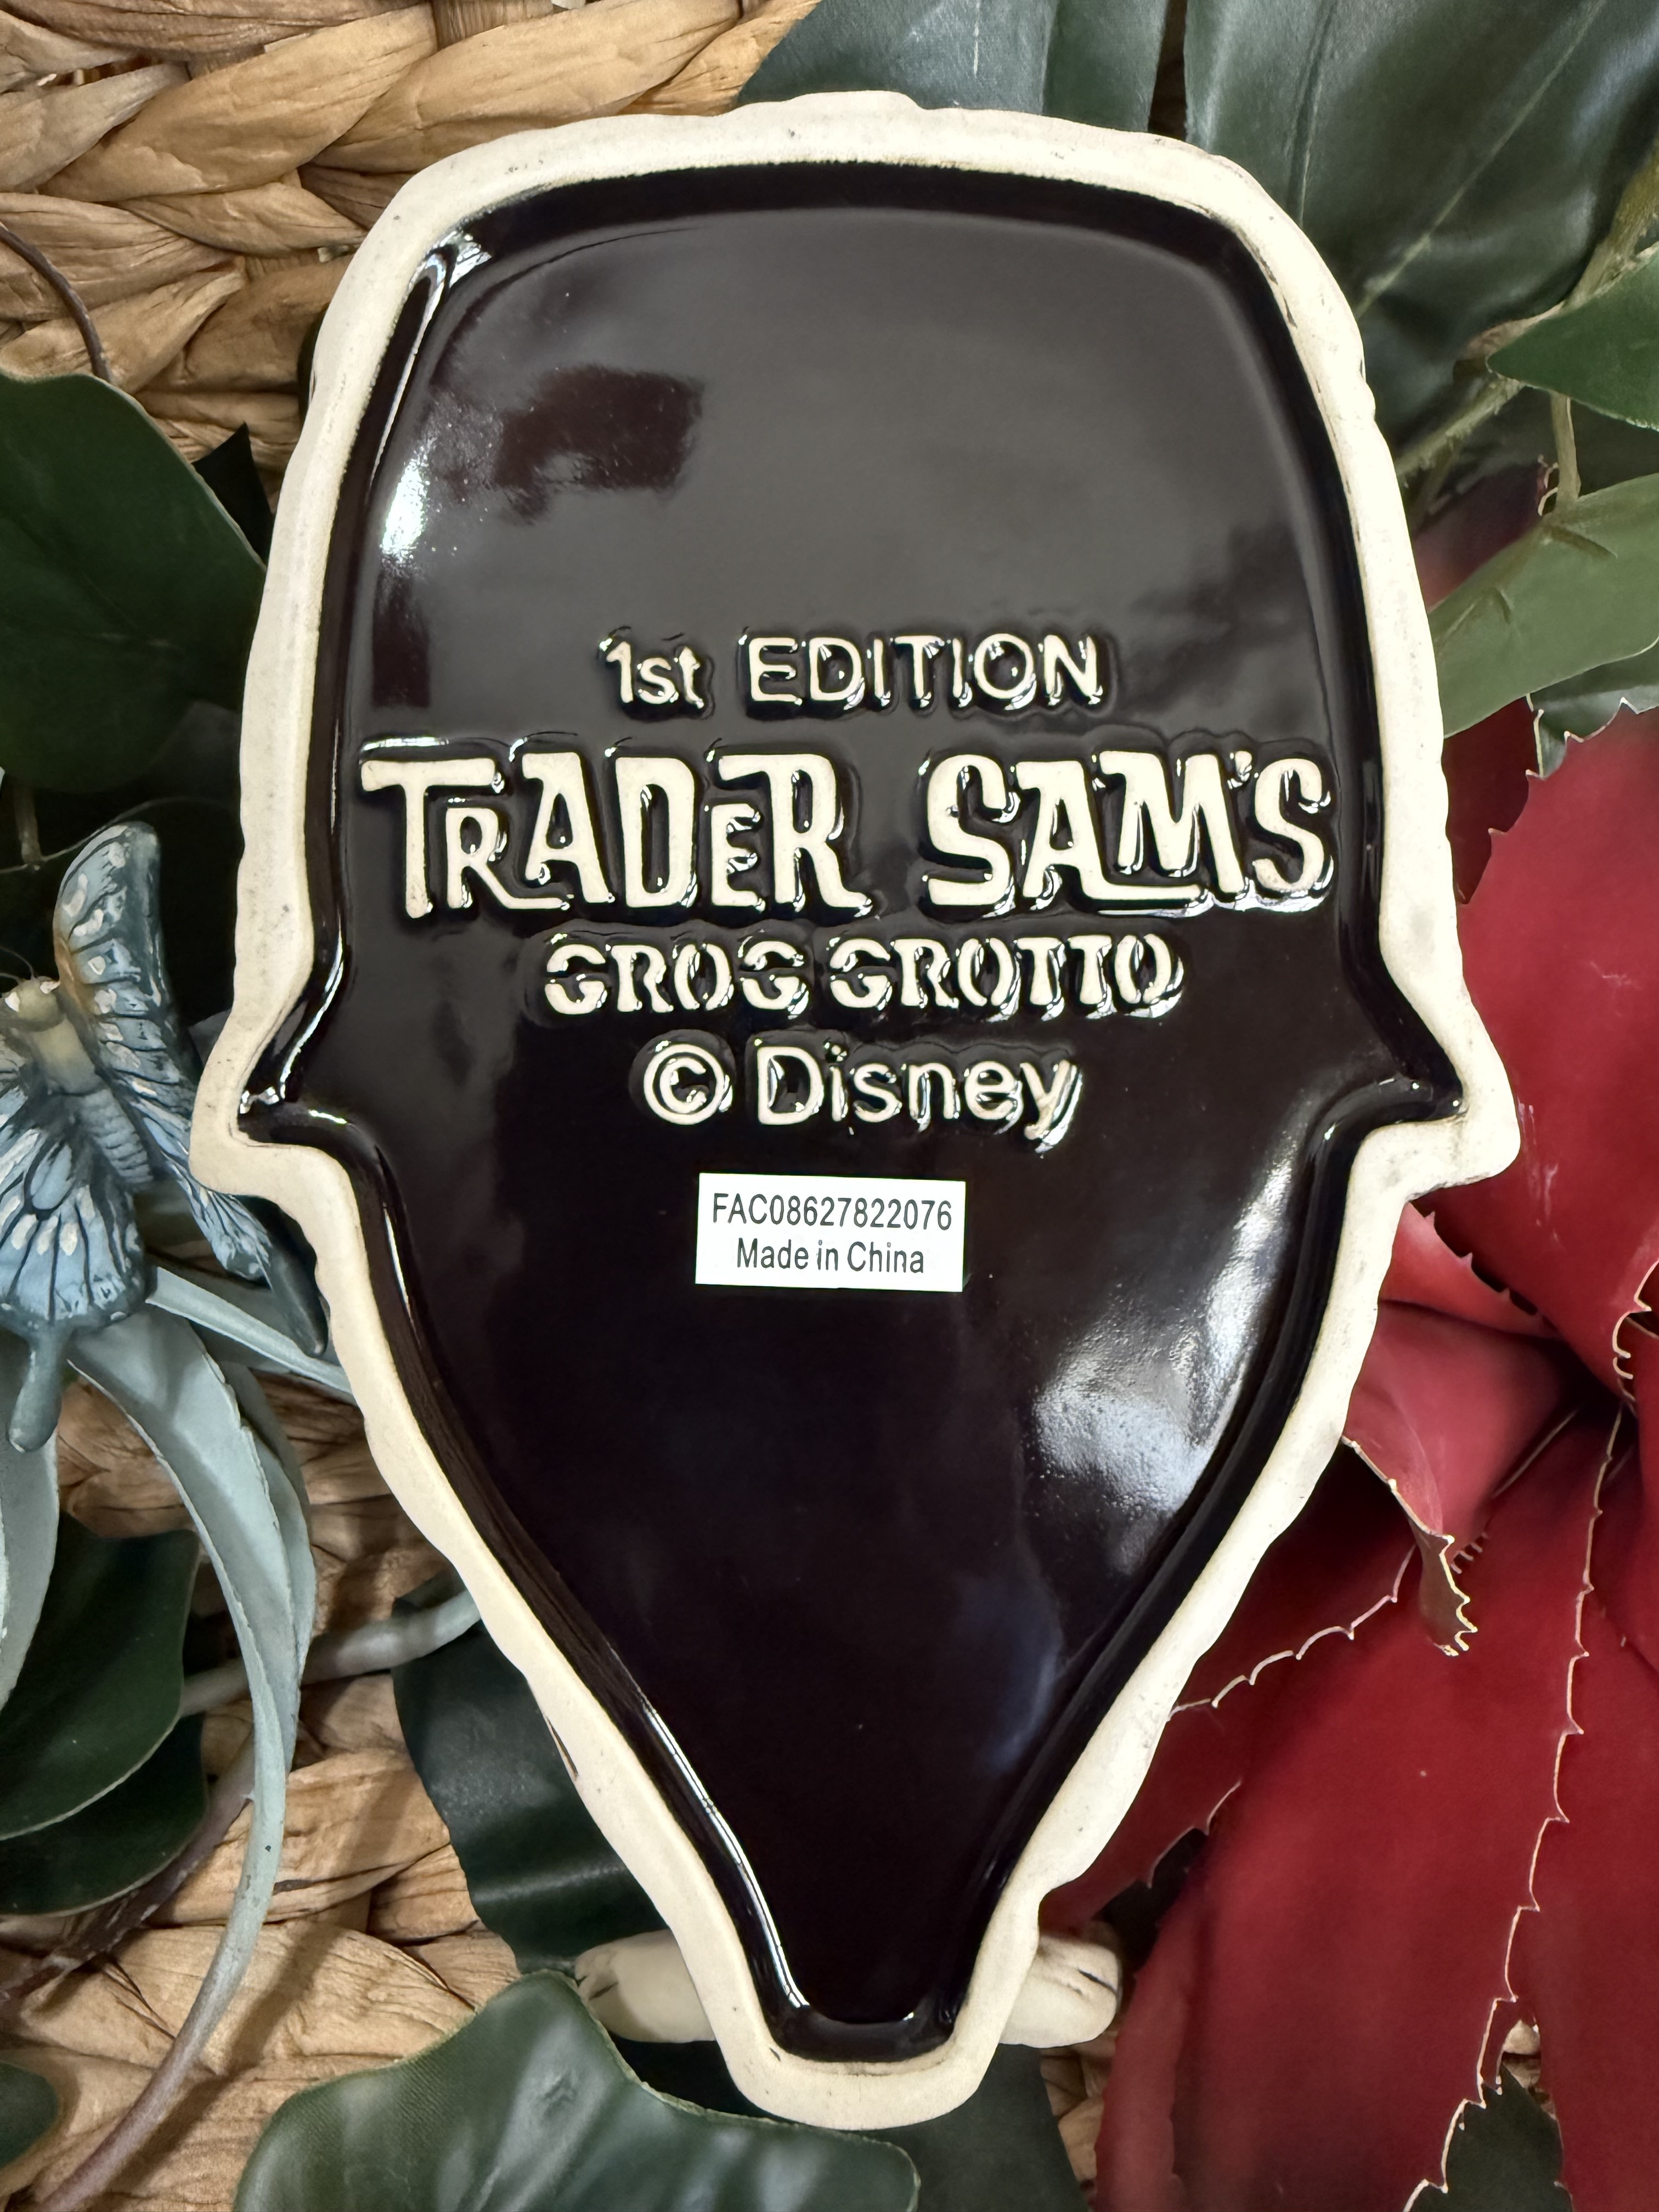 1st EDITION
TRADER SAM'S
GROG GROTTO
© Disney
FAC08627822076
Made in China